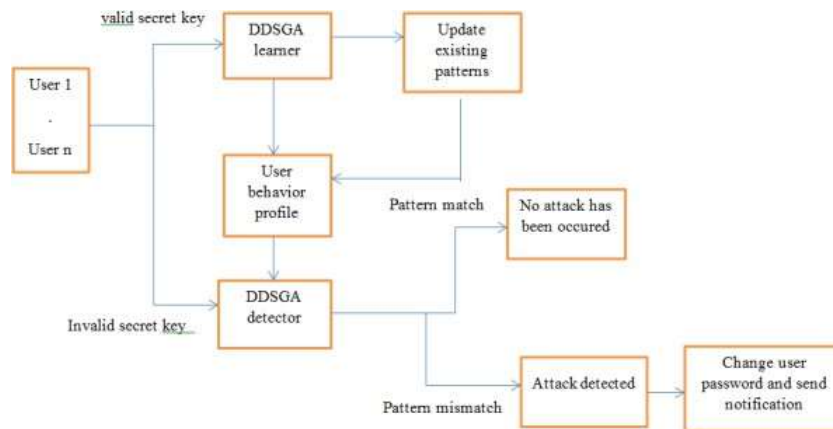 valid secret key
DDSGA
learner
Update
existing
patterns
User 1
.
User n
User
behavior
profile
Pattern match
No attack has
been occured
DDSGA
detector
Invalid secret key
Attack detected
Pattern mismatch
Change user
password and send
notification